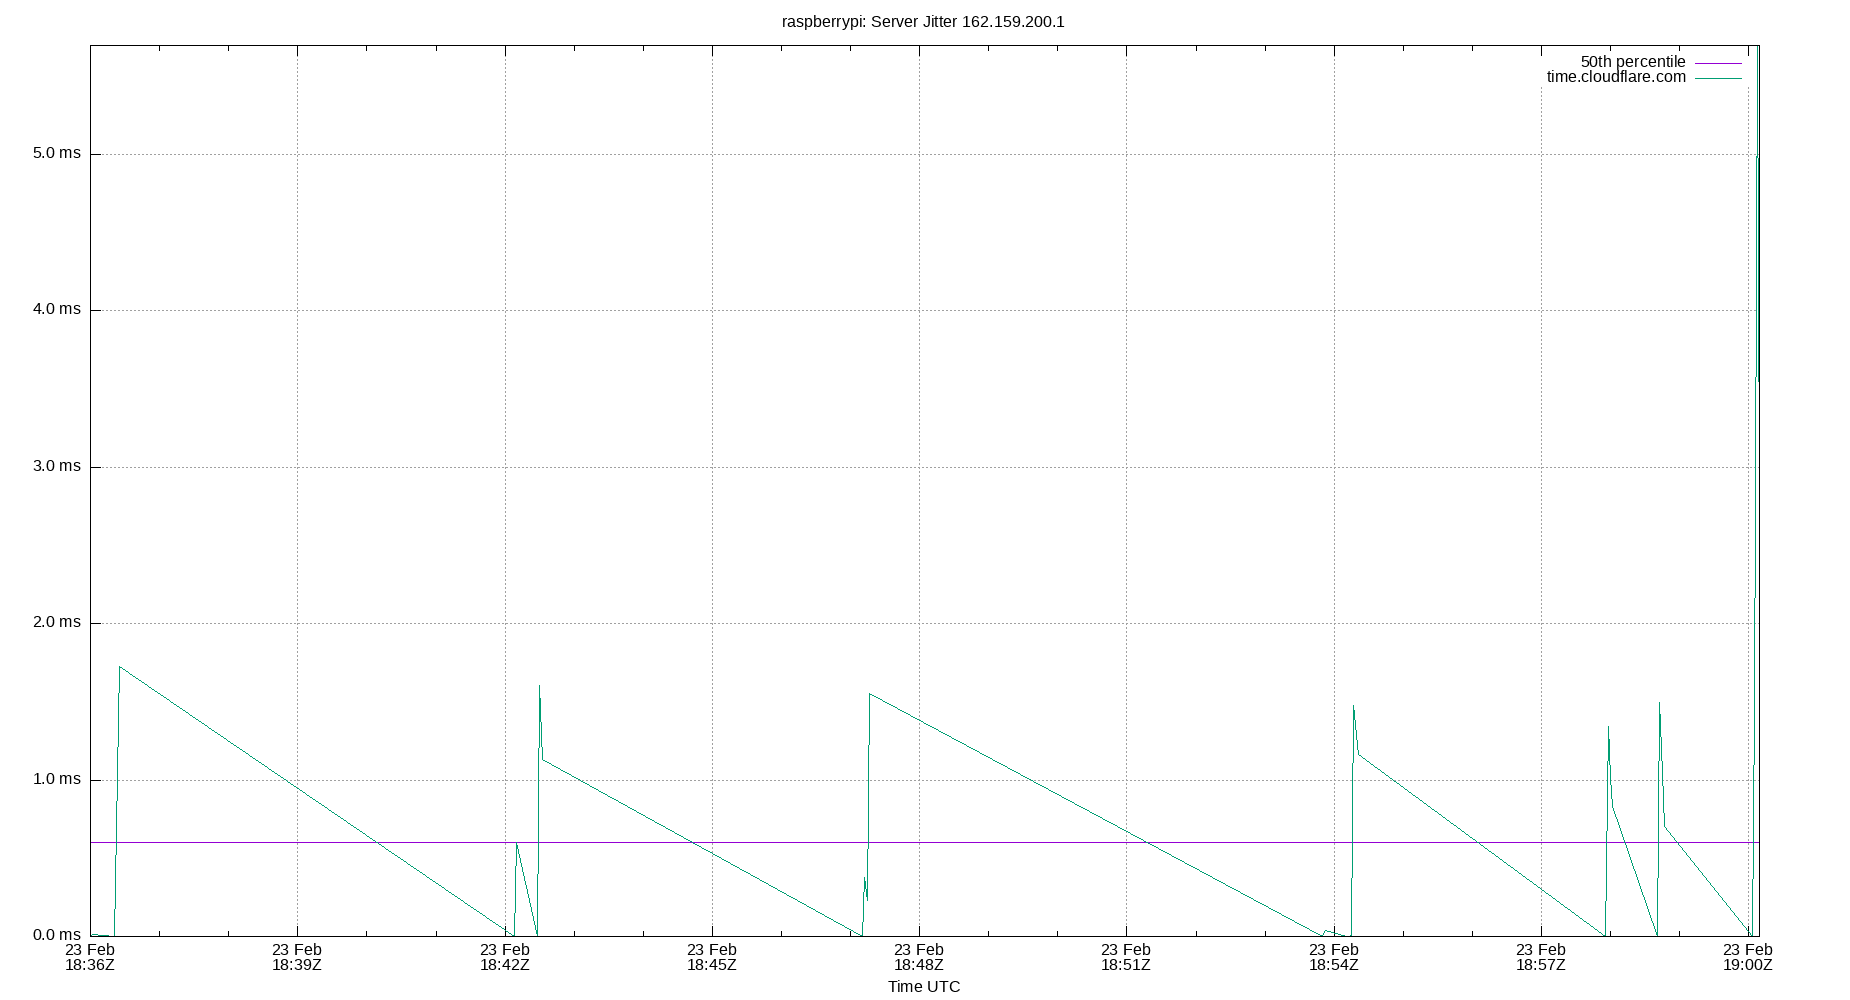 raspberrypi: Server Jitter 162.159.200.1
50th percentile
time.cloudflare.com
5.0 ms
4.0 ms
3.0 ms
2.0 ms
1.0 ms
0.0 ms
23 Feb 23 Feb 23 Feb 23 Feb 23 Feb 23 Feb 23 Feb 23 Feb 23 Feb
18:36Z 18:39Z 18:42Z 18:45Z 18:48Z 18:51Z 18:54Z 18:57Z 19:00Z
Time UTC